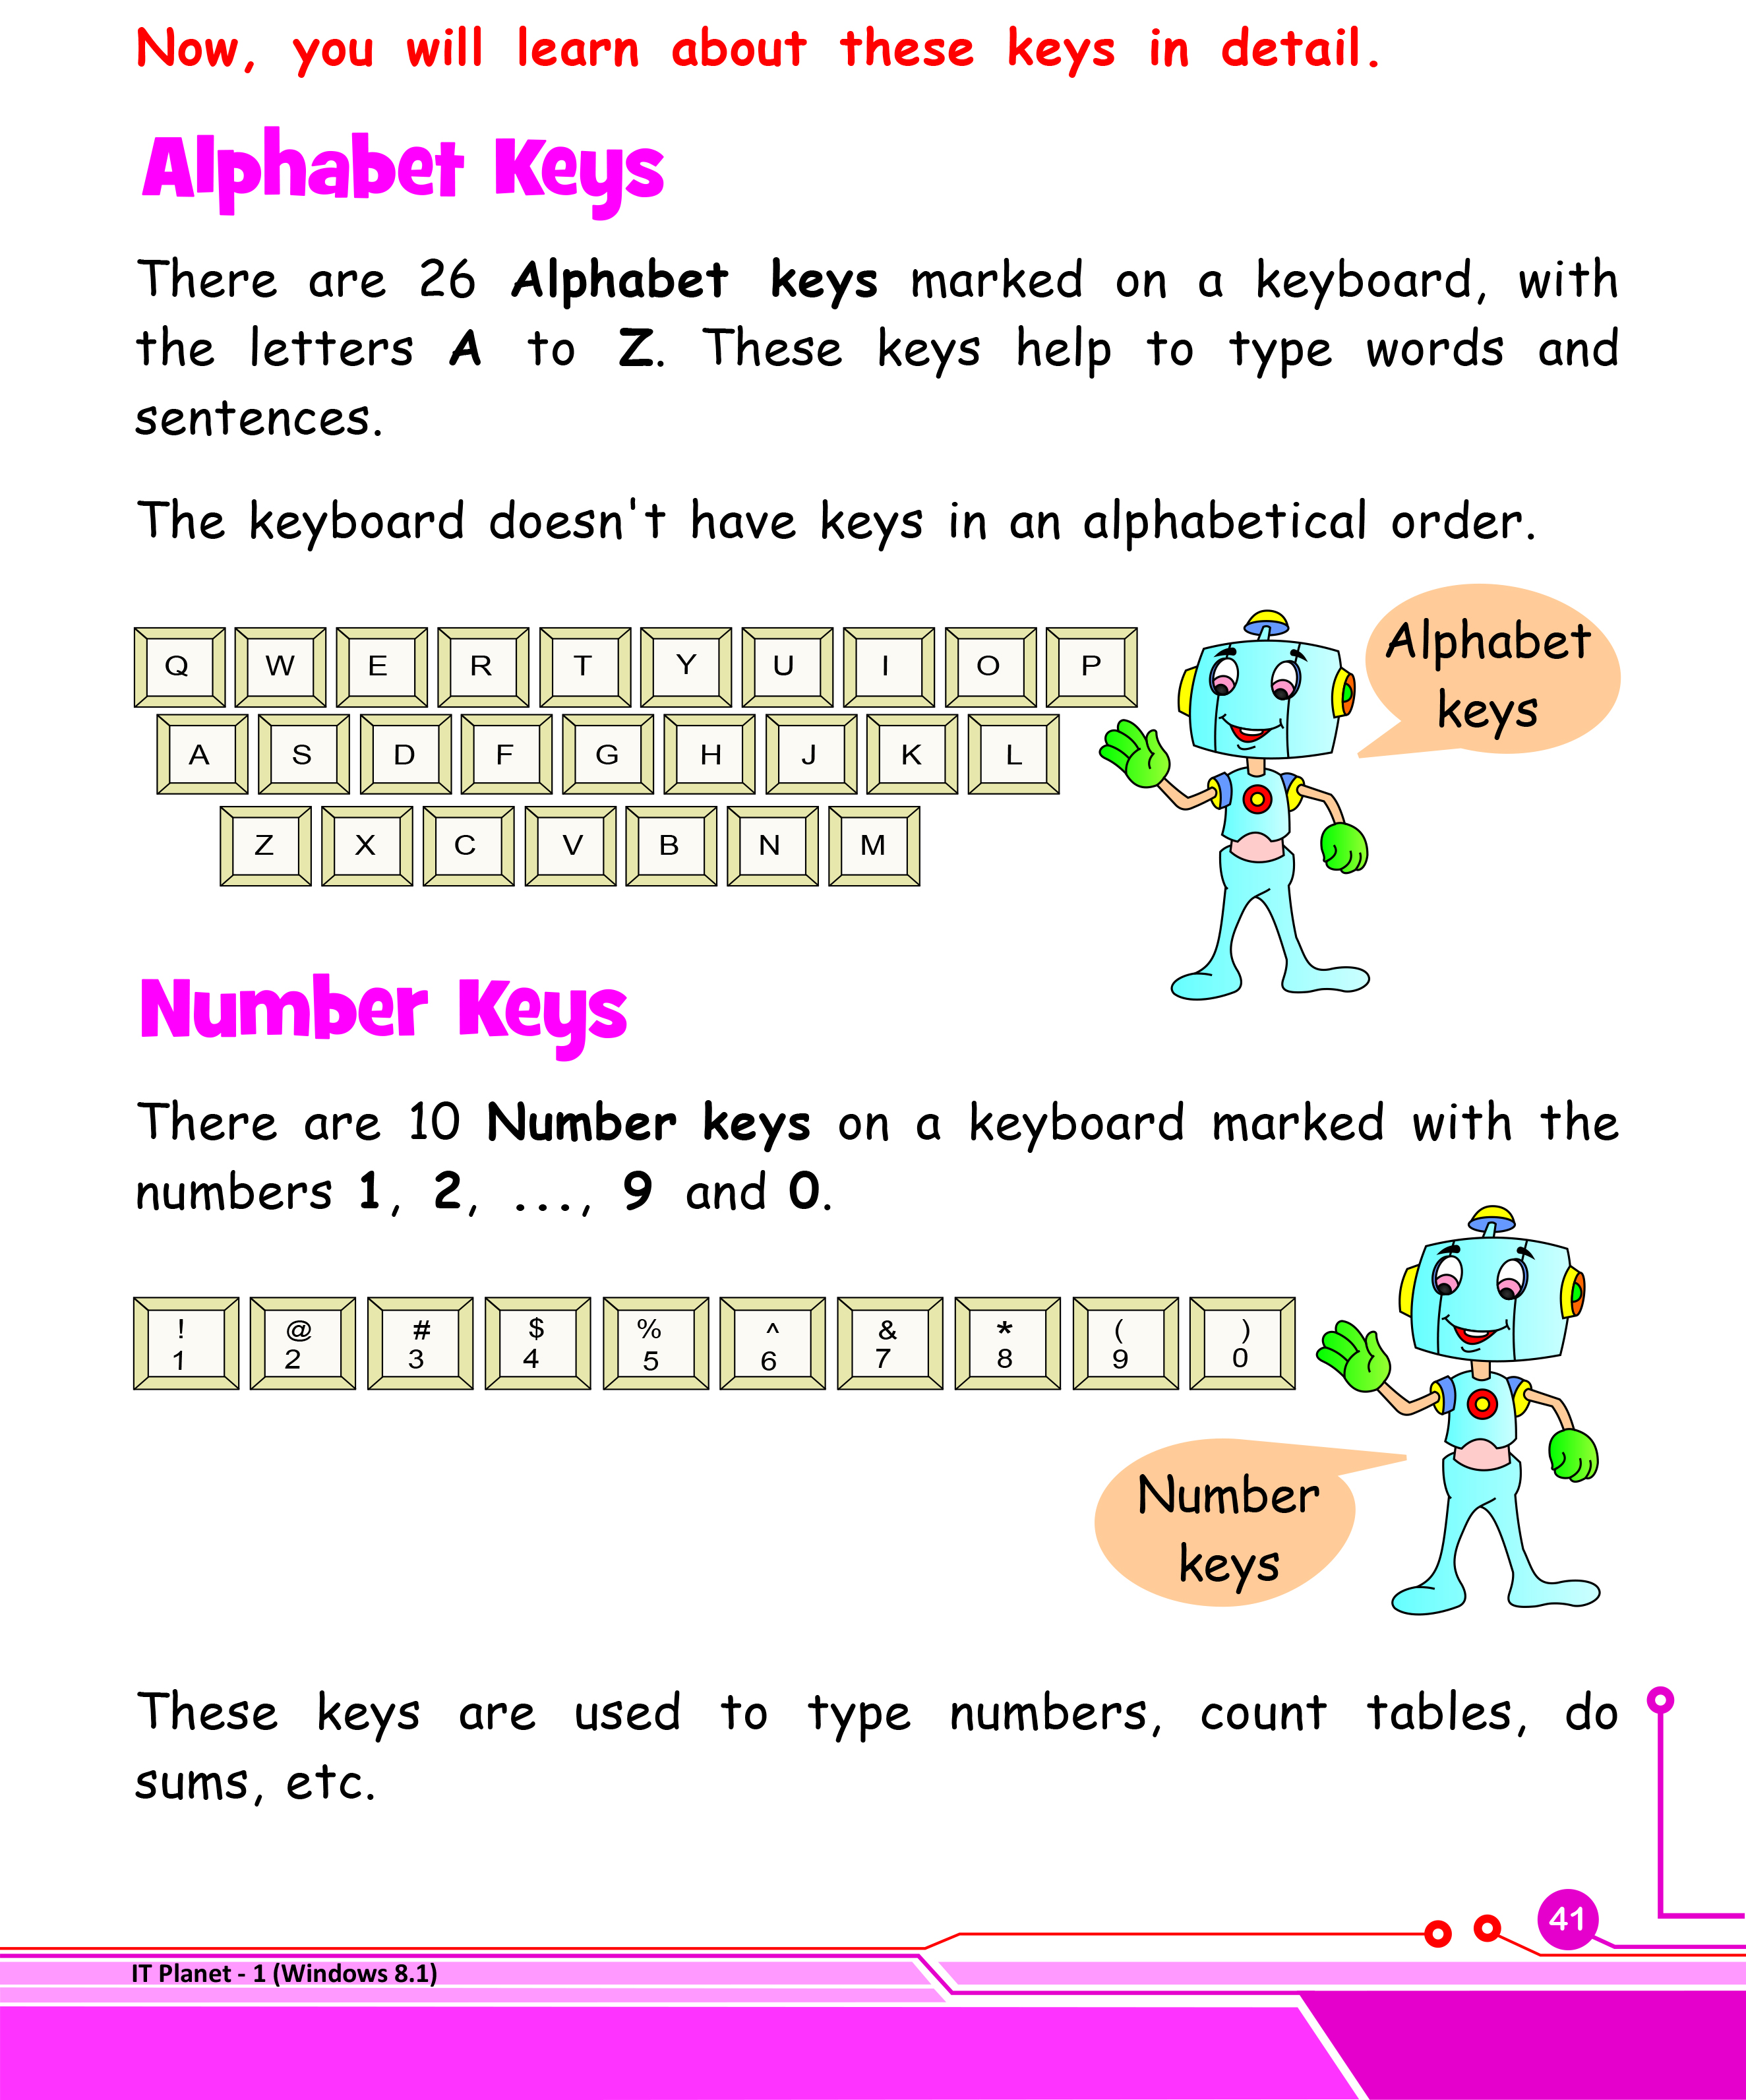 Now, you will learn about these keys in detail.
Alphabet Keys
There are 26 Alphabet keys marked on a keyboard, with
the letters A to Z. These keys help to type words and
sentences.
The keyboard doesn't have keys in an alphabetical order.
Alphabet
keys
Q W E R T Y U I O P
A S D F G H J K L
Z X C V B N M
Number Keys
There are 10 Number keys on a keyboard marked with the
numbers 1, 2, ..., 9 and 0.
! @ # $ % ^ & * ( )
1 2 3 4 5 6 7 8 9 0
Number
keys
These keys are used to type numbers, count tables, do
sums, etc.
41
IT Planet - 1 (Windows 8.1)